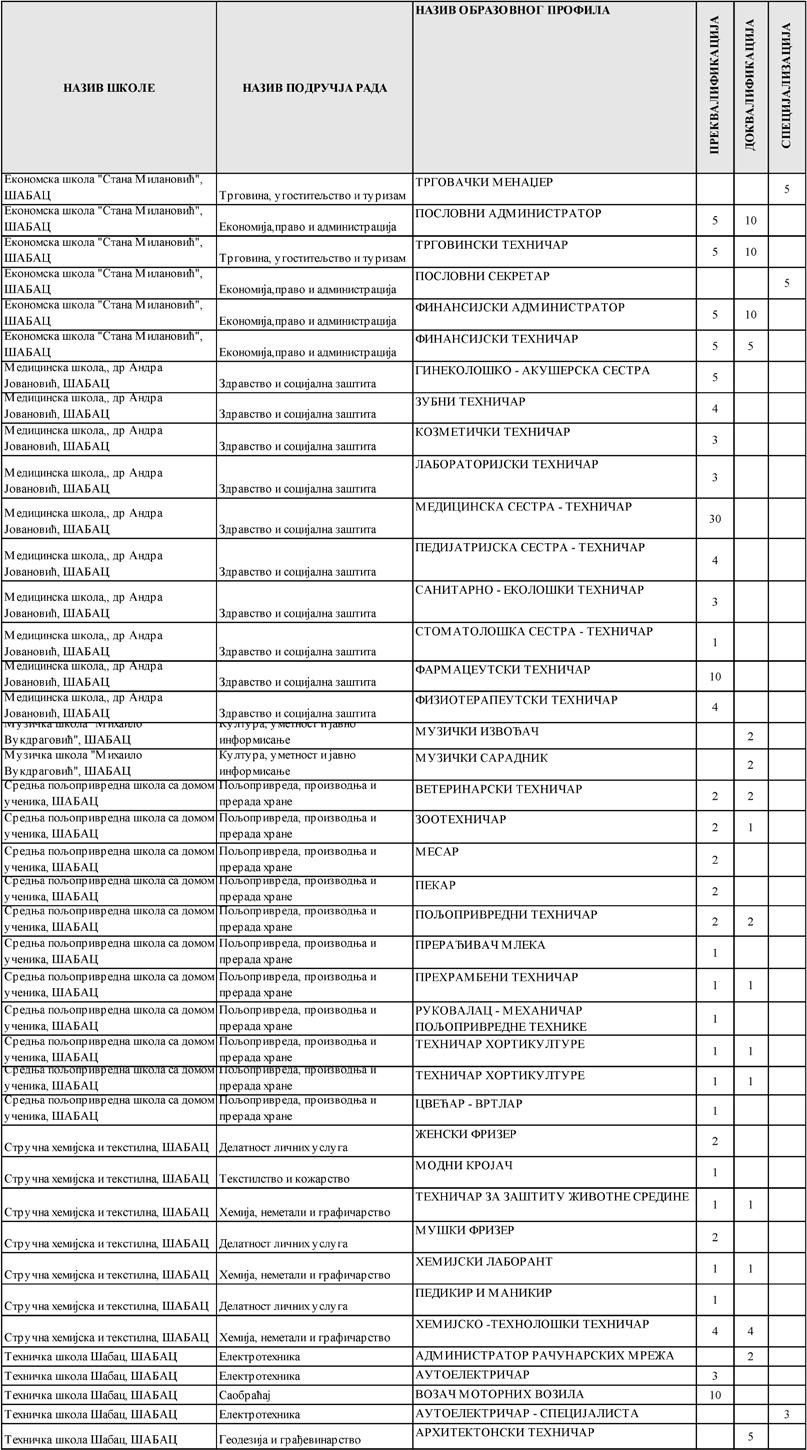 НАЗИВ ШКОЛЕ НАЗИВ ПОДРУЧЈА РАДА НАЗИВ ОБРАЗОВНОГ ПРОФИЛА ПРЕКВАЛИФИКАЦИЈА ДОКВАЛИФИКАЦИЈА СПЕЦИЈАЛИЗАЦИЈА
Економска школа "Стана Милановић",
ШАБАЦ Трговина, угоститељство и туризам ТРГОВАЧКИ МЕНАЏЕР 5
Економска школа "Стана Милановић",
ШАБАЦ Економија,право и администрација ПОСЛОВНИ АДМИНИСТРАТОР 5 10
Економска школа "Стана Милановић",
ШАБАЦ Трговина, угоститељство и туризам ТРГОВИНСКИ ТЕХНИЧАР 5 10
Економска школа "Стана Милановић",
ШАБАЦ Економија,право и администрација ПОСЛОВНИ СЕКРЕТАР 5
Економска школа "Стана Милановић",
ШАБАЦ Економија,право и администрација ФИНАНСИЈСКИ АДМИНИСТРАТОР 5 10
Економска школа "Стана Милановић",
ШАБАЦ Економија,право и администрација ФИНАНСИЈСКИ ТЕХНИЧАР 5 5
Медицинска школа,, др Андра
Јовановић, ШАБАЦ Здравство и социјална заштита ГИНЕКОЛОШКО - АКУШЕРСКА СЕСТРА 5
Медицинска школа,, др Андра
Јовановић, ШАБАЦ Здравство и социјална заштита ЗУБНИ ТЕХНИЧАР 4
Медицинска школа,, др Андра
Јовановић, ШАБАЦ Здравство и социјална заштита КОЗМЕТИЧКИ ТЕХНИЧАР 3
Медицинска школа,, др Андра
Јовановић, ШАБАЦ Здравство и социјална заштита ЛАБОРАТОРИЈСКИ ТЕХНИЧАР 3
Медицинска школа,, др Андра
Јовановић, ШАБАЦ Здравство и социјална заштита МЕДИЦИНСКА СЕСТРА - ТЕХНИЧАР 30
Медицинска школа,, др Андра
Јовановић, ШАБАЦ Здравство и социјална заштита ПЕДИЈАТРИЈСКА СЕСТРА - ТЕХНИЧАР 4
Медицинска школа,, др Андра
Јовановић, ШАБАЦ Здравство и социјална заштита САНИТАРНО - ЕКОЛОШКИ ТЕХНИЧАР 3
Медицинска школа,, др Андра
Јовановић, ШАБАЦ Здравство и социјална заштита СТОМАТОЛОШКА СЕСТРА - ТЕХНИЧАР 1
Медицинска школа,, др Андра
Јовановић, ШАБАЦ Здравство и социјална заштита ФАРМАЦЕУТСКИ ТЕХНИЧАР 10
Медицинска школа,, др Андра
Јовановић, ШАБАЦ Здравство и социјална заштита ФИЗИОТЕРАПЕУТСКИ ТЕХНИЧАР 4
Музичка школа "Михаило Култура, уметност и јавно
Вукдраговић", ШАБАЦ информисање МУЗИЧКИ ИЗВОЂАЧ 2
Музичка школа "Михаило Култура, уметност и јавно
Вукдраговић", ШАБАЦ информисање МУЗИЧКИ САРАДНИК 2
Средња пољопривредна школа са домом Пољопривреда, производња и
ученика, ШАБАЦ прерада хране ВЕТЕРИНАРСКИ ТЕХНИЧАР 2 2
Средња пољопривредна школа са домом Пољопривреда, производња и
ученика, ШАБАЦ прерада хране ЗООТЕХНИЧАР 2 1
Средња пољопривредна школа са домом Пољопривреда, производња и
ученика, ШАБАЦ прерада хране МЕСАР 2
Средња пољопривредна школа са домом Пољопривреда, производња и
ученика, ШАБАЦ прерада хране ПЕКАР 2
Средња пољопривредна школа са домом Пољопривреда, производња и
ученика, ШАБАЦ прерада хране ПОЉОПРИВРЕДНИ ТЕХНИЧАР 2 2
Средња пољопривредна школа са домом Пољопривреда, производња и
ученика, ШАБАЦ прерада хране ПРЕРАЂИВАЧ МЛЕКА 1
Средња пољопривредна школа са домом Пољопривреда, производња и
ученика, ШАБАЦ прерада хране ПРЕХРАМБЕНИ ТЕХНИЧАР 1 1
Средња пољопривредна школа са домом Пољопривреда, производња и РУКОВАЛАЦ - МЕХАНИЧАР
ученика, ШАБАЦ прерада хране ПОЉОПРИВРЕДНЕ ТЕХНИКЕ 1
Средња пољопривредна школа са домом Пољопривреда, производња и
ученика, ШАБАЦ прерада хране ТЕХНИЧАР ХОРТИКУЛТУРЕ 1 1
Средња пољопривредна школа са домом Пољопривреда, производња и
ученика, ШАБАЦ прерада хране ТЕХНИЧАР ХОРТИКУЛТУРЕ 1 1
Средња пољопривредна школа са домом Пољопривреда, производња и
ученика, ШАБАЦ прерада хране ЦВЕЋАР - ВРТЛАР 1
Стручна хемијска и текстилна, ШАБАЦ Делатност личних услуга ЖЕНСКИ ФРИЗЕР 2
Стручна хемијска и текстилна, ШАБАЦ Текстилство и кожарство МОДНИ КРОЈАЧ 1
Стручна хемијска и текстилна, ШАБАЦ Хемија, неметали и графичарство ТЕХНИЧАР ЗА ЗАШТИТУ ЖИВОТНЕ СРЕДИНЕ 1 1
Стручна хемијска и текстилна, ШАБАЦ Делатност личних услуга МУШКИ ФРИЗЕР 2
Стручна хемијска и текстилна, ШАБАЦ Хемија, неметали и графичарство ХЕМИЈСКИ ЛАБОРАНТ 1 1
Стручна хемијска и текстилна, ШАБАЦ Делатност личних услуга ПЕДИКИР И МАНИКИР 1
Стручна хемијска и текстилна, ШАБАЦ Хемија, неметали и графичарство ХЕМИЈСКО -ТЕХНОЛОШКИ ТЕХНИЧАР 4 4
Техничка школа Шабац, ШАБАЦ Електротехника АДМИНИСТРАТОР РАЧУНАРСКИХ МРЕЖА 2
Техничка школа Шабац, ШАБАЦ Електротехника АУТОЕЛЕКТРИЧАР 3
Техничка школа Шабац, ШАБАЦ Саобраћај ВОЗАЧ МОТОРНИХ ВОЗИЛА 10
Техничка школа Шабац, ШАБАЦ Електротехника АУТОЕЛЕКТРИЧАР - СПЕЦИЈАЛИСТА 3
Техничка школа Шабац, ШАБАЦ Геодезија и грађевинарство АРХИТЕКТОНСКИ ТЕХНИЧАР 5